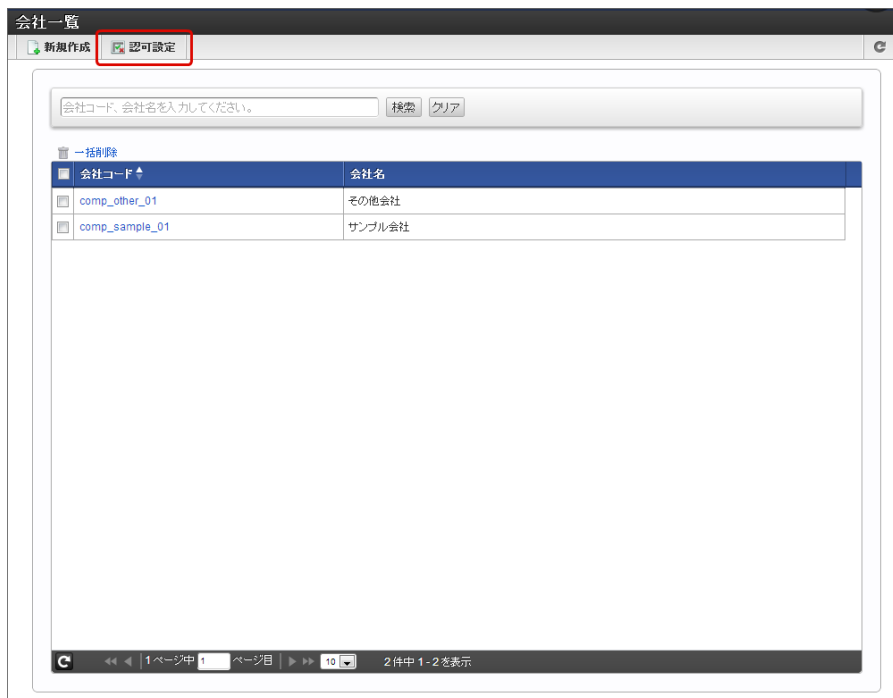 会社一覧
新規作成 認可設定
会社コード、会社名を入力してください。 検索 クリア
一括削除
会社コード 会社名
comp_other_01 その他会社
comp_sample_01 サンプル会社
1 ページ中 1 ページ目 10 2 件中 1 - 2 を表示